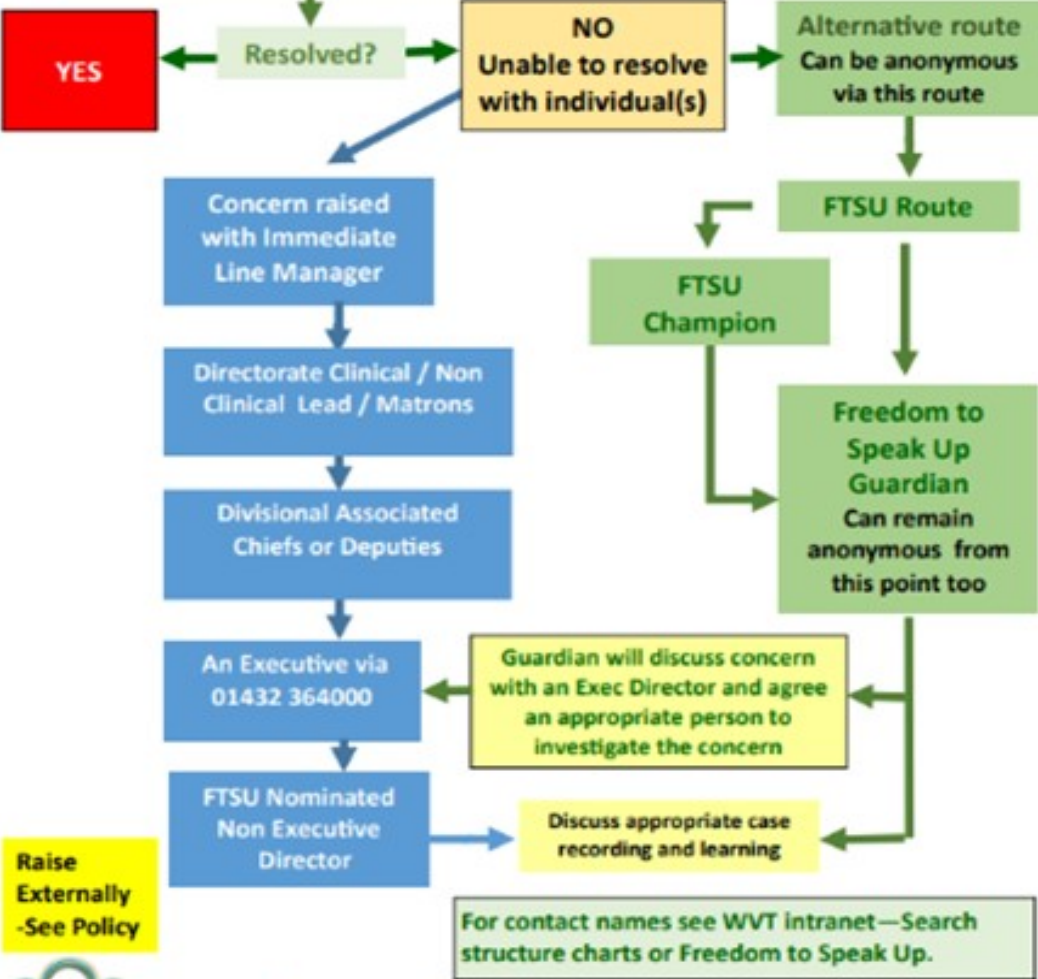 YES
Resolved?
NO
Unable to resolve
with individual(s)
Alternative route
Can be anonymous
via this route
Concern raised
with Immediate
Line Manager
FTSU Route
FTSU
Champion
Directorate Clinical / Non
Clinical Lead / Matrons
Freedom to
Speak Up
Guardian
Can remain
anonymous from
this point too
Divisional Associated
Chiefs or Deputies
An Executive via
01432 364000
Guardian will discuss concern
with an Exec Director and agree
an appropriate person to
investigate the concern
FTSU Nominated
Non Executive
Director
Discuss appropriate case
recording and learning
Raise
Externally
-See Policy
For contact names see WVT intranet—Search
structure charts or Freedom to Speak Up.